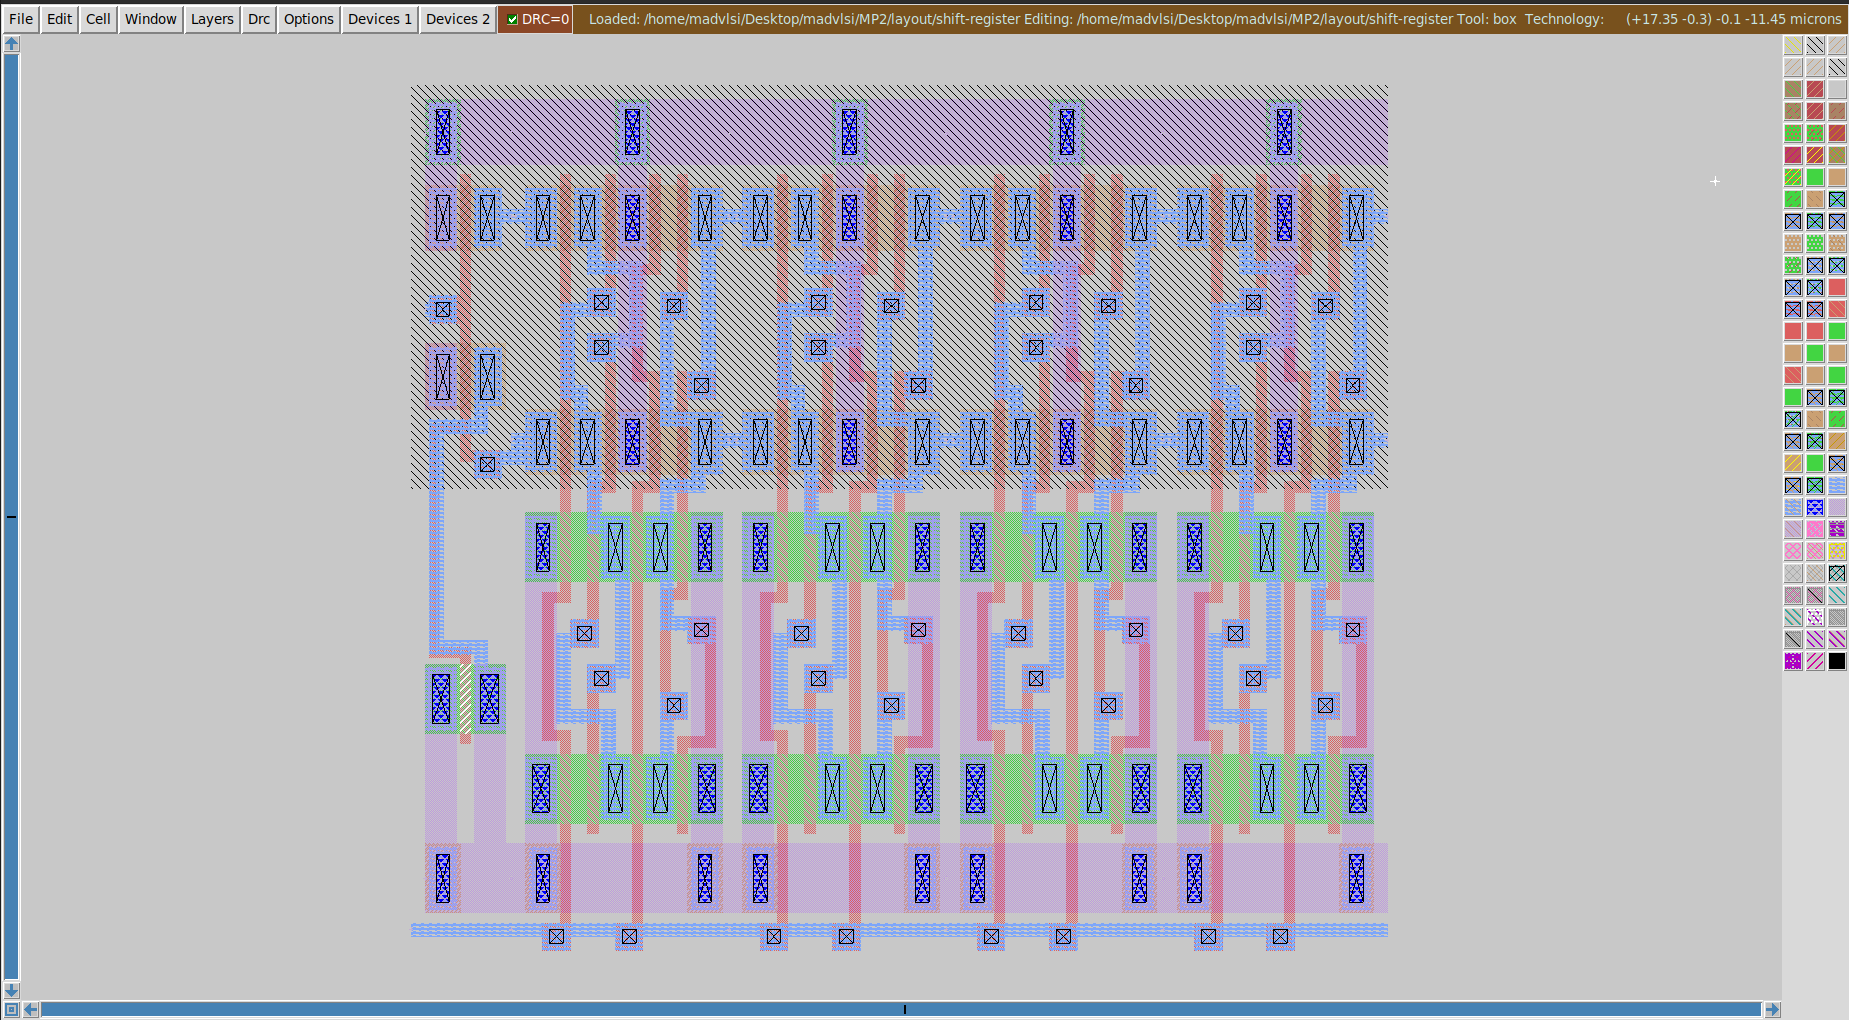 File Edit Cell Window Layers Drc Options Devices 1 Devices 2 DRC=0 Loaded: /home/madvlsi/Desktop/madvlsi/MP2/layout/shift-register Editing: /home/madvlsi/Desktop/madvlsi/MP2/layout/shift-register Tool: box Technology: (+17.35 -0.3) -0.1 -11.45 microns